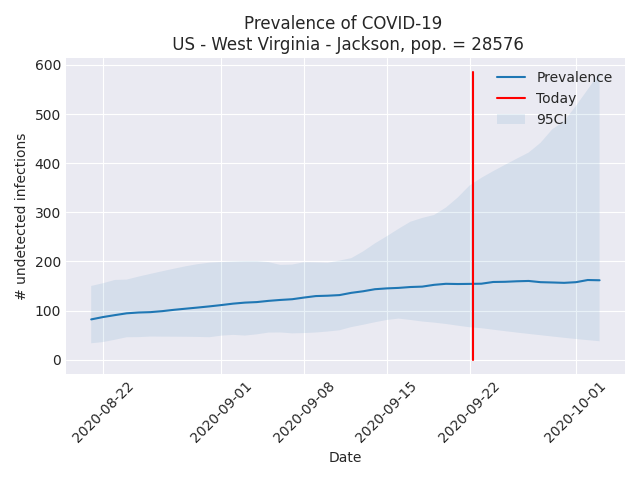 Prevalence of COVID-19
US - West Virginia - Jackson, pop. = 28576
600
500
400
300
200
100
0
# undetected infections
Prevalence
Today
95CI
2020-08-22
2020-09-01
2020-09-08
2020-09-15
2020-09-22
2020-10-01
Date